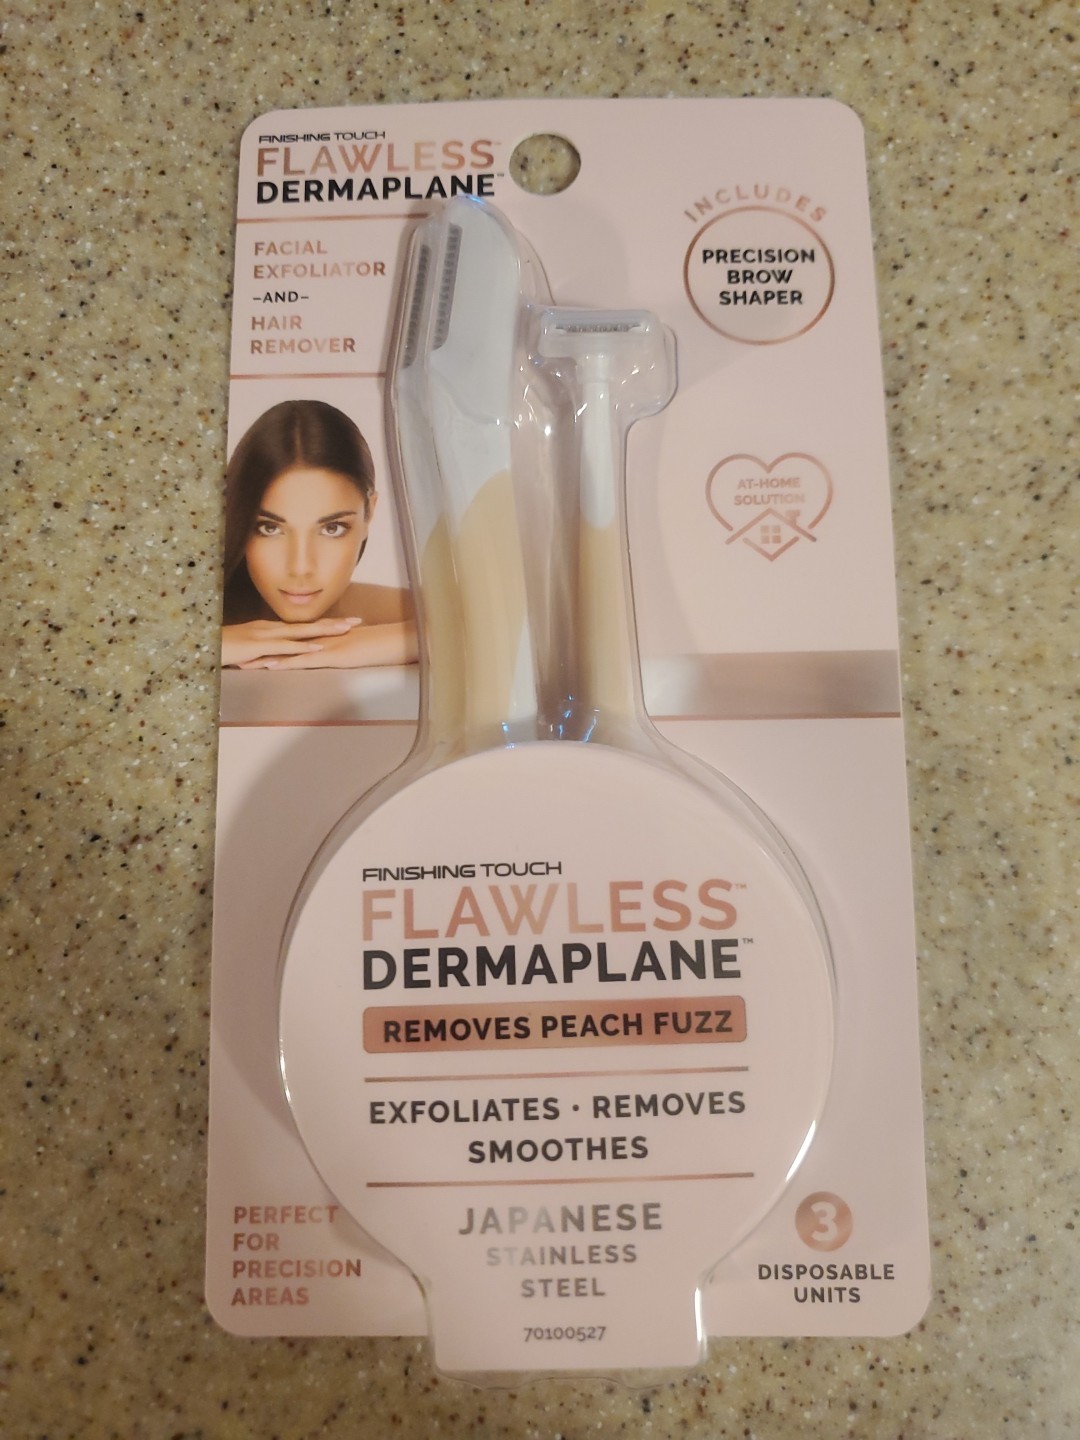 FINISHING TOUCH
FLAWLESS™
DERMAPLANE™
FACIAL
EXFOLIATOR
–AND–
HAIR
REMOVER
INCLUDES
PRECISION
BROW
SHAPER
AT-HOME
SOLUTION
FINISHING TOUCH
FLAWLESS™
DERMAPLANE™
REMOVES PEACH FUZZ
EXFOLIATES • REMOVES
SMOOTHES
JAPANESE
STAINLESS
STEEL
70100527
PERFECT
FOR
PRECISION
AREAS
3
DISPOSABLE
UNITS